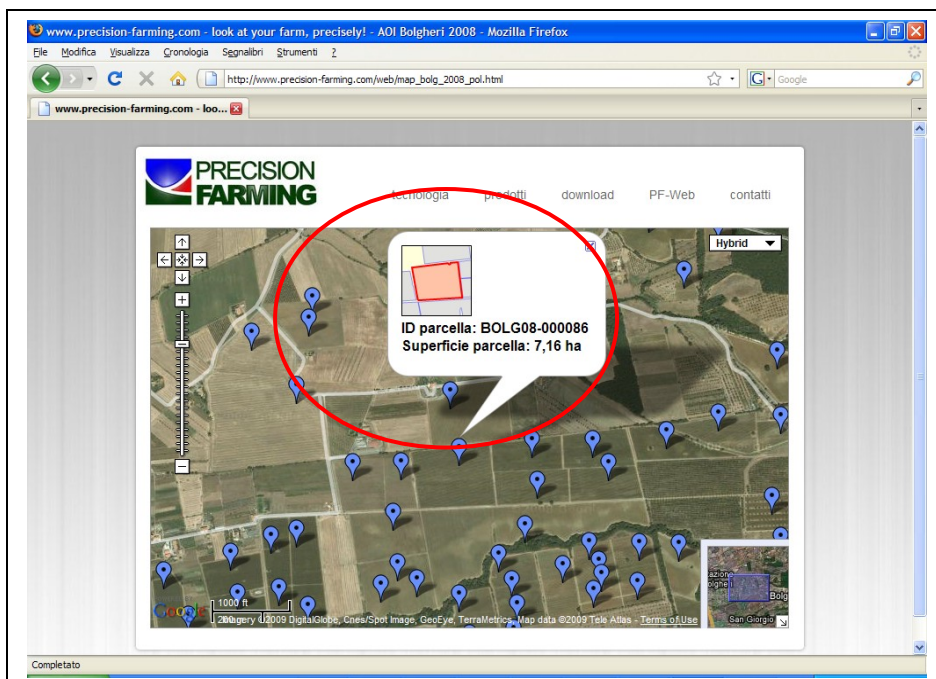 www.precision-farming.com - look at your farm, precisely! - AOI Bolgheri 2008 - Mozilla Firefox
File Modifica Visualizza Cronologia Segnalibri Strumenti ?
http://www.precision-farming.com/web/map_bolg_2008_pol.html
G Google
www.precision-farming.com - loo...
PRECISION
FARMING
tecnologia prodotti download PF-Web contatti
Hybrid
ID parcella: BOLG08-000086
Superficie parcella: 7,16 ha
Bolg
San Giorgio
1000 ft
Google
©2009 DigitalGlobe, Cnes/Spot Image, GeoEye, TerraMetrics, Map data ©2009 Tele Atlas - Terms of Use
Completato